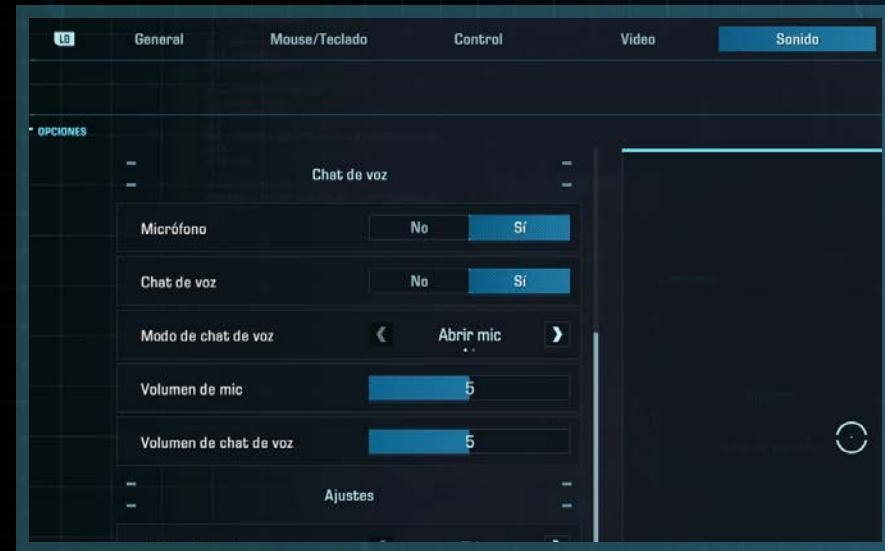 LB General Mouse/Teclado Control Video Sonido
OPCIONES
Chat de voz
Micrófono No Sí
Chat de voz No Sí
Modo de chat de voz Abrir mic
Volumen de mic 5
Volumen de chat de voz 5
Ajustes